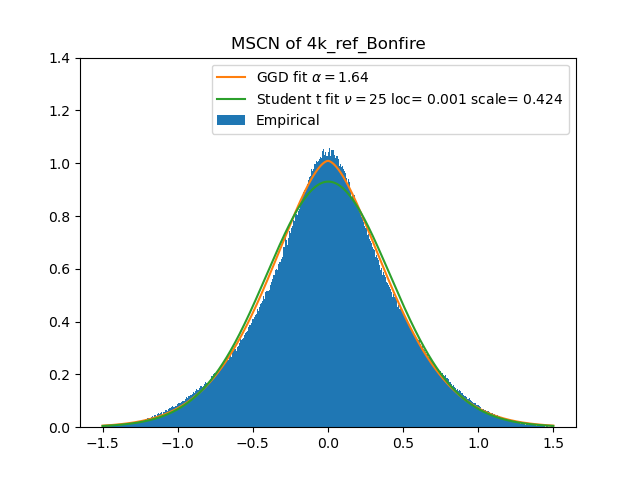 MSCN of 4k_ref_Bonfire
GGD fit α = 1.64
Student t fit ν = 25 loc= 0.001 scale= 0.424
Empirical
1.4
1.2
1.0
0.8
0.6
0.4
0.2
0.0
−1.5 −1.0 −0.5 0.0 0.5 1.0 1.5